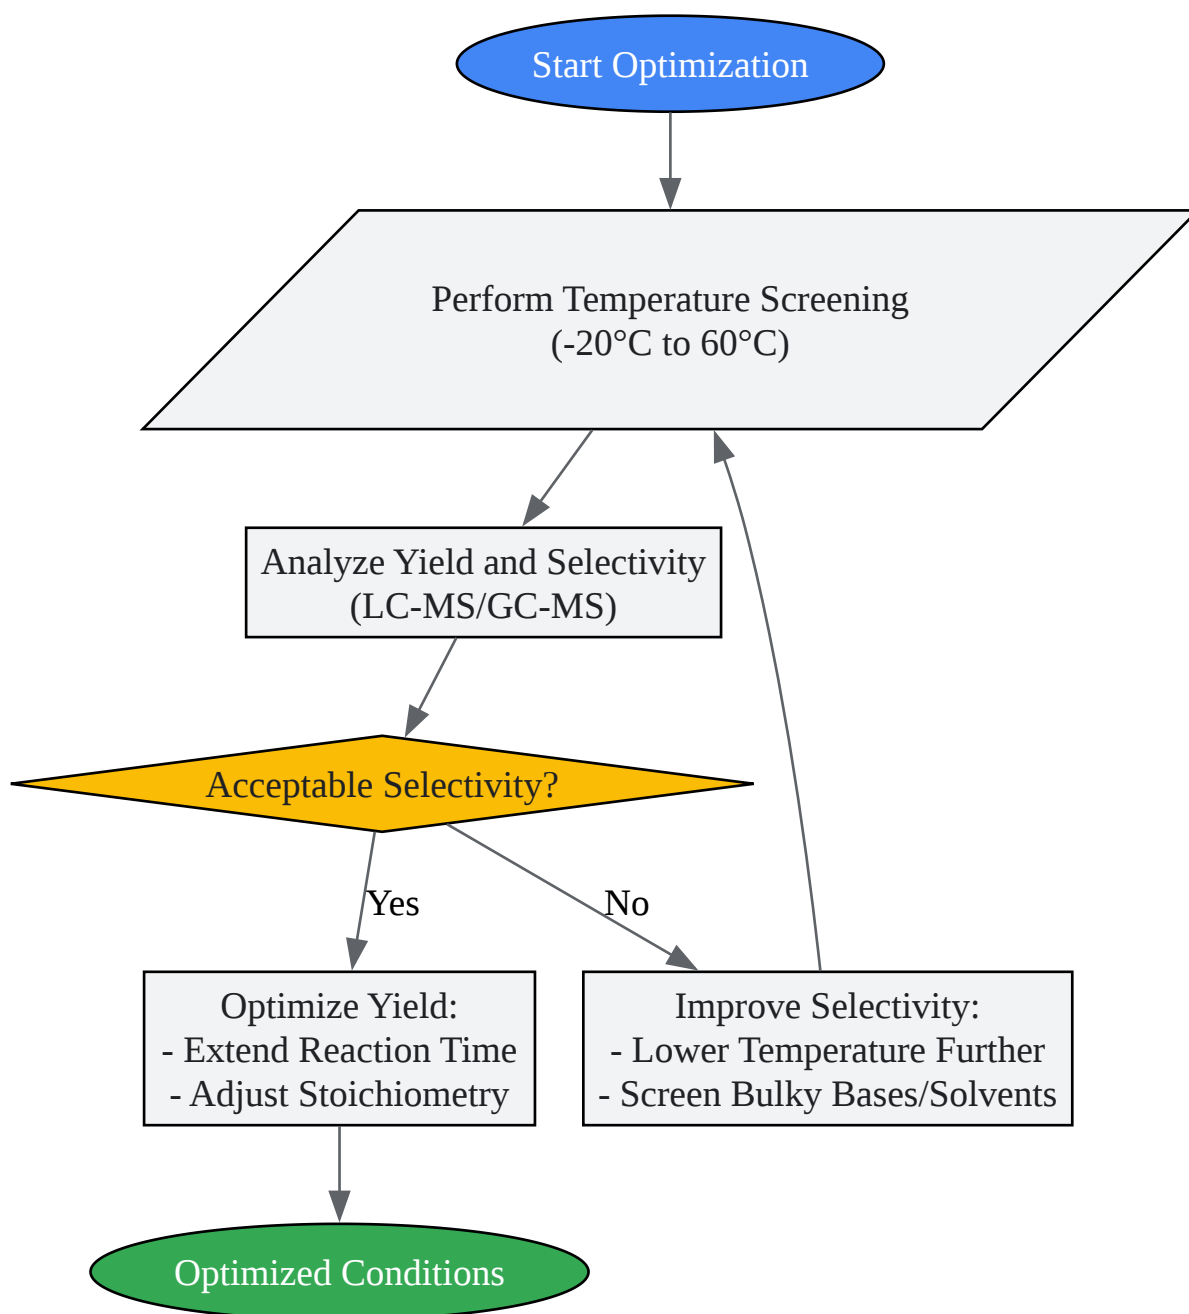 Start Optimization
Perform Temperature Screening
(-20°C to 60°C)
Analyze Yield and Selectivity
(LC-MS/GC-MS)
Acceptable Selectivity?
Yes
No
Optimize Yield:
- Extend Reaction Time
- Adjust Stoichiometry
Improve Selectivity:
- Lower Temperature Further
- Screen Bulky Bases/Solvents
Optimized Conditions